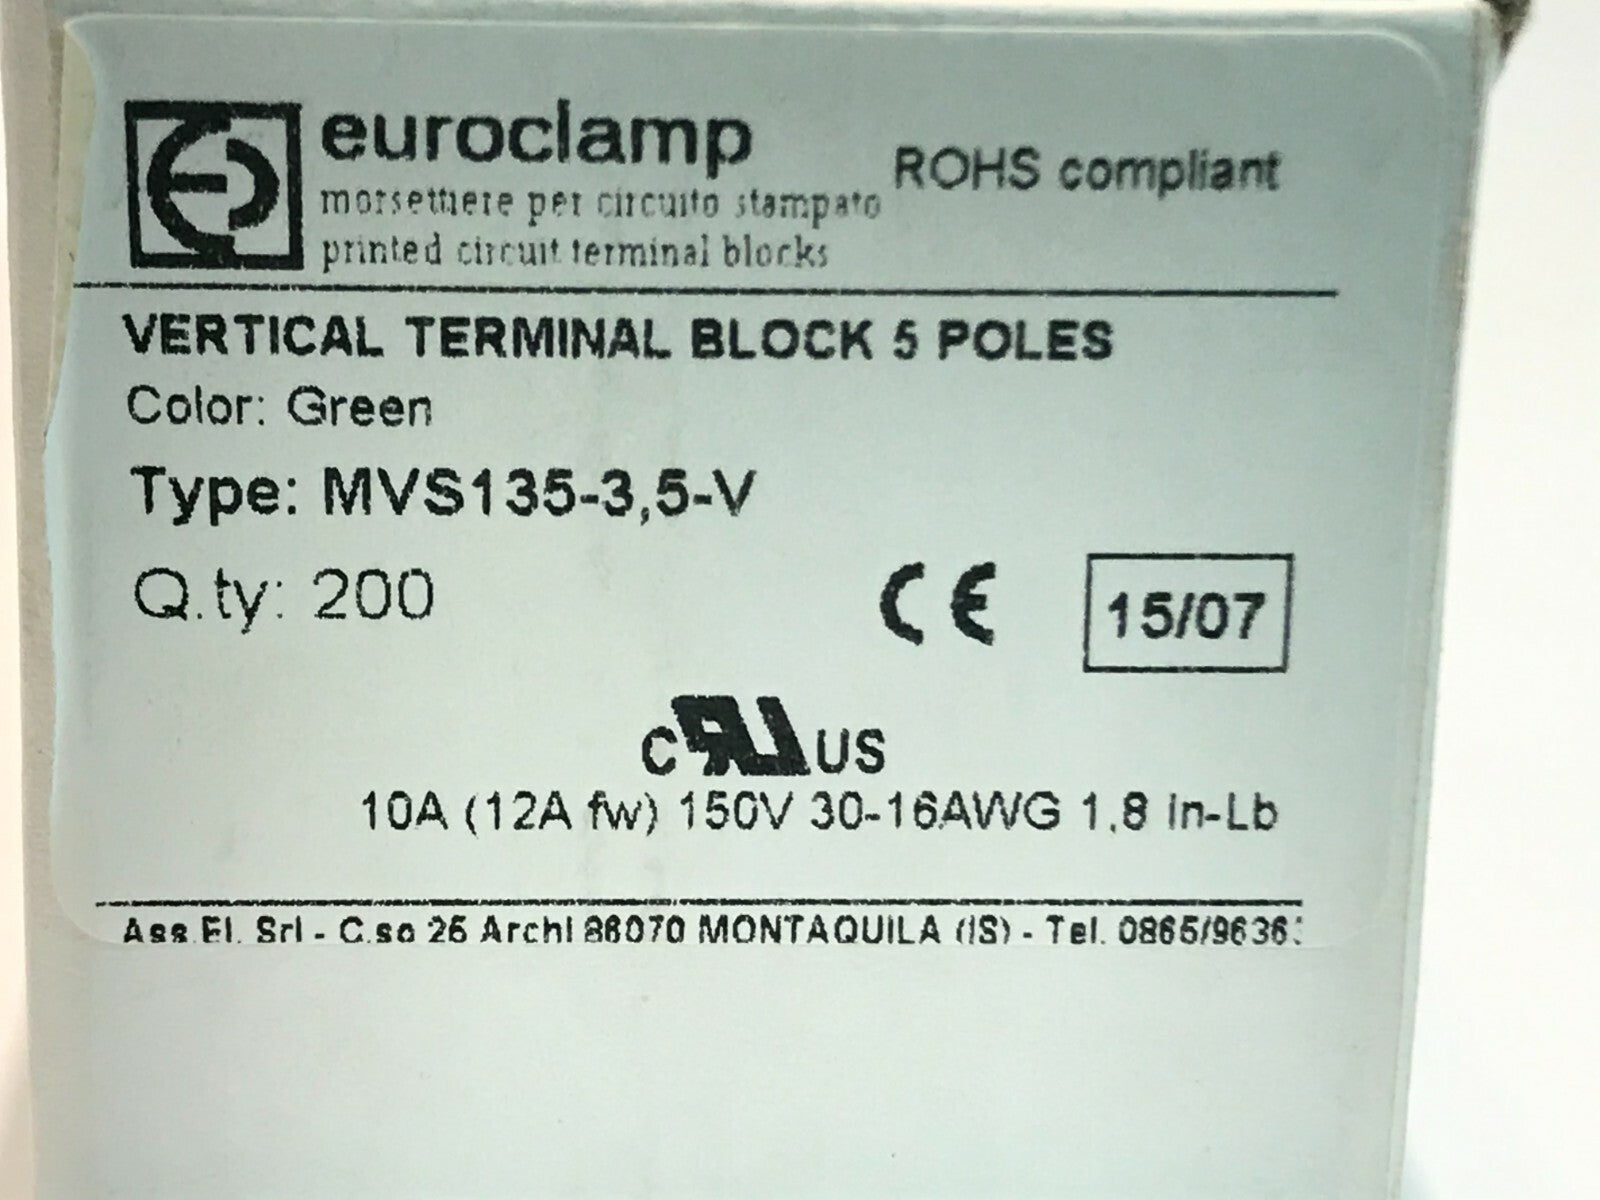 euroclamp
ROHS compliant
morsettiere per circuito stampato
printed circuit terminal blocks
VERTICAL TERMINAL BLOCK 5 POLES
Color: Green
Type: MVS135-3,5-V
Q.ty: 200
CE
15/07
c RU US
10A (12A fw) 150V 30-16AWG 1,8 in-Lb
Ass.El. Srl - C.so 25 Archi 86070 MONTAQUILA (IS) - Tel. 0865/9636